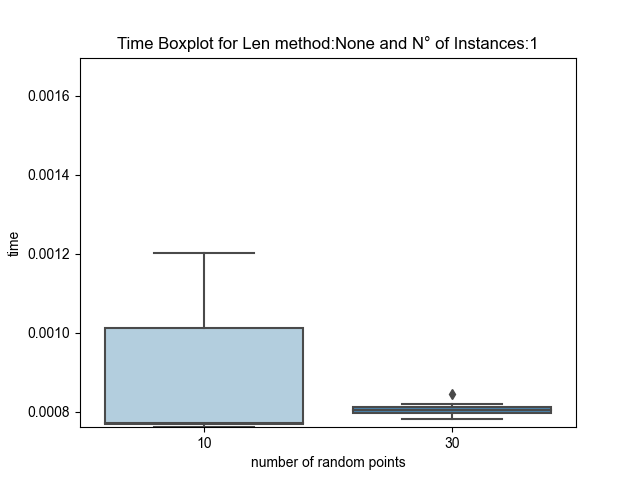 Time Boxplot for Len method:None and N° of Instances:1
0.0016
0.0014
0.0012
0.0010
0.0008
time
10
30
number of random points